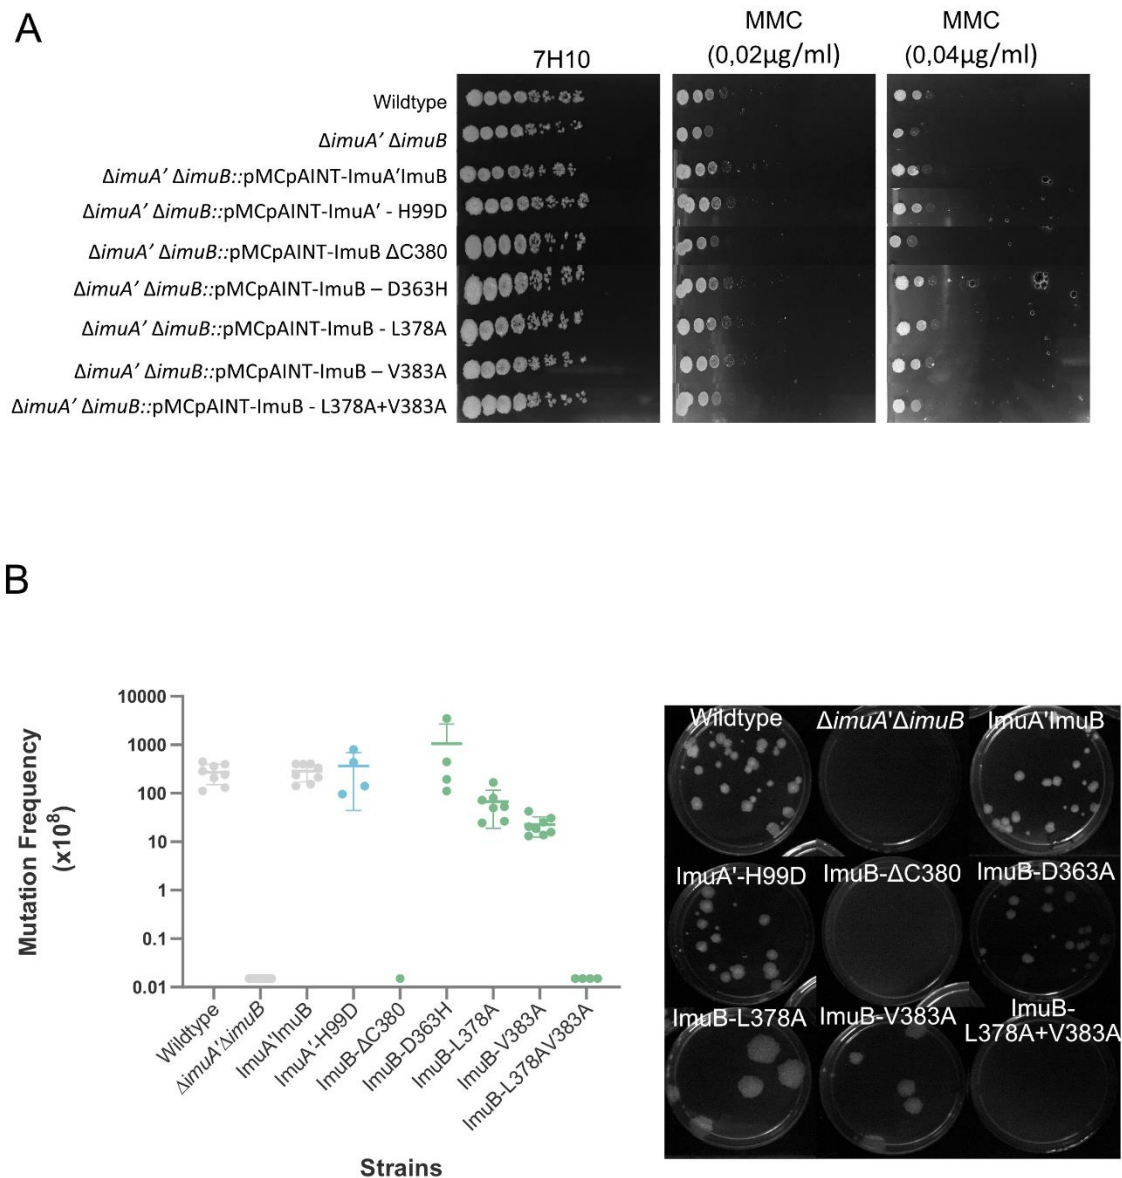 A
7H10
MMC
(0,02µg/ml)
MMC
(0,04µg/ml)
Wildtype
ΔimuA′ ΔimuB
ΔimuA′ ΔimuB::pMCpAINT-ImuA′ImuB
ΔimuA′ ΔimuB::pMCpAINT-ImuA′ - H99D
ΔimuA′ ΔimuB::pMCpAINT-ImuB ΔC380
ΔimuA′ ΔimuB::pMCpAINT-ImuB – D363H
ΔimuA′ ΔimuB::pMCpAINT-ImuB - L378A
ΔimuA′ ΔimuB::pMCpAINT-ImuB – V383A
ΔimuA′ ΔimuB::pMCpAINT-ImuB - L378A+V383A
B
Mutation Frequency
(x10⁸)
10000
1000
100
10
1
0.1
0.01
Wildtype
ΔimuA'ΔimuB
ImuA'ImuB
ImuA'-H99D
ImuB-ΔC380
ImuB-D363H
ImuB-L378A
ImuB-V383A
ImuB-L378AV383A
Strains
Wildtype
ΔimuA'ΔimuB
ImuA'ImuB
ImuA'-H99D
ImuB-ΔC380
ImuB-D363A
ImuB-L378A
ImuB-V383A
ImuB-
L378A+V383A